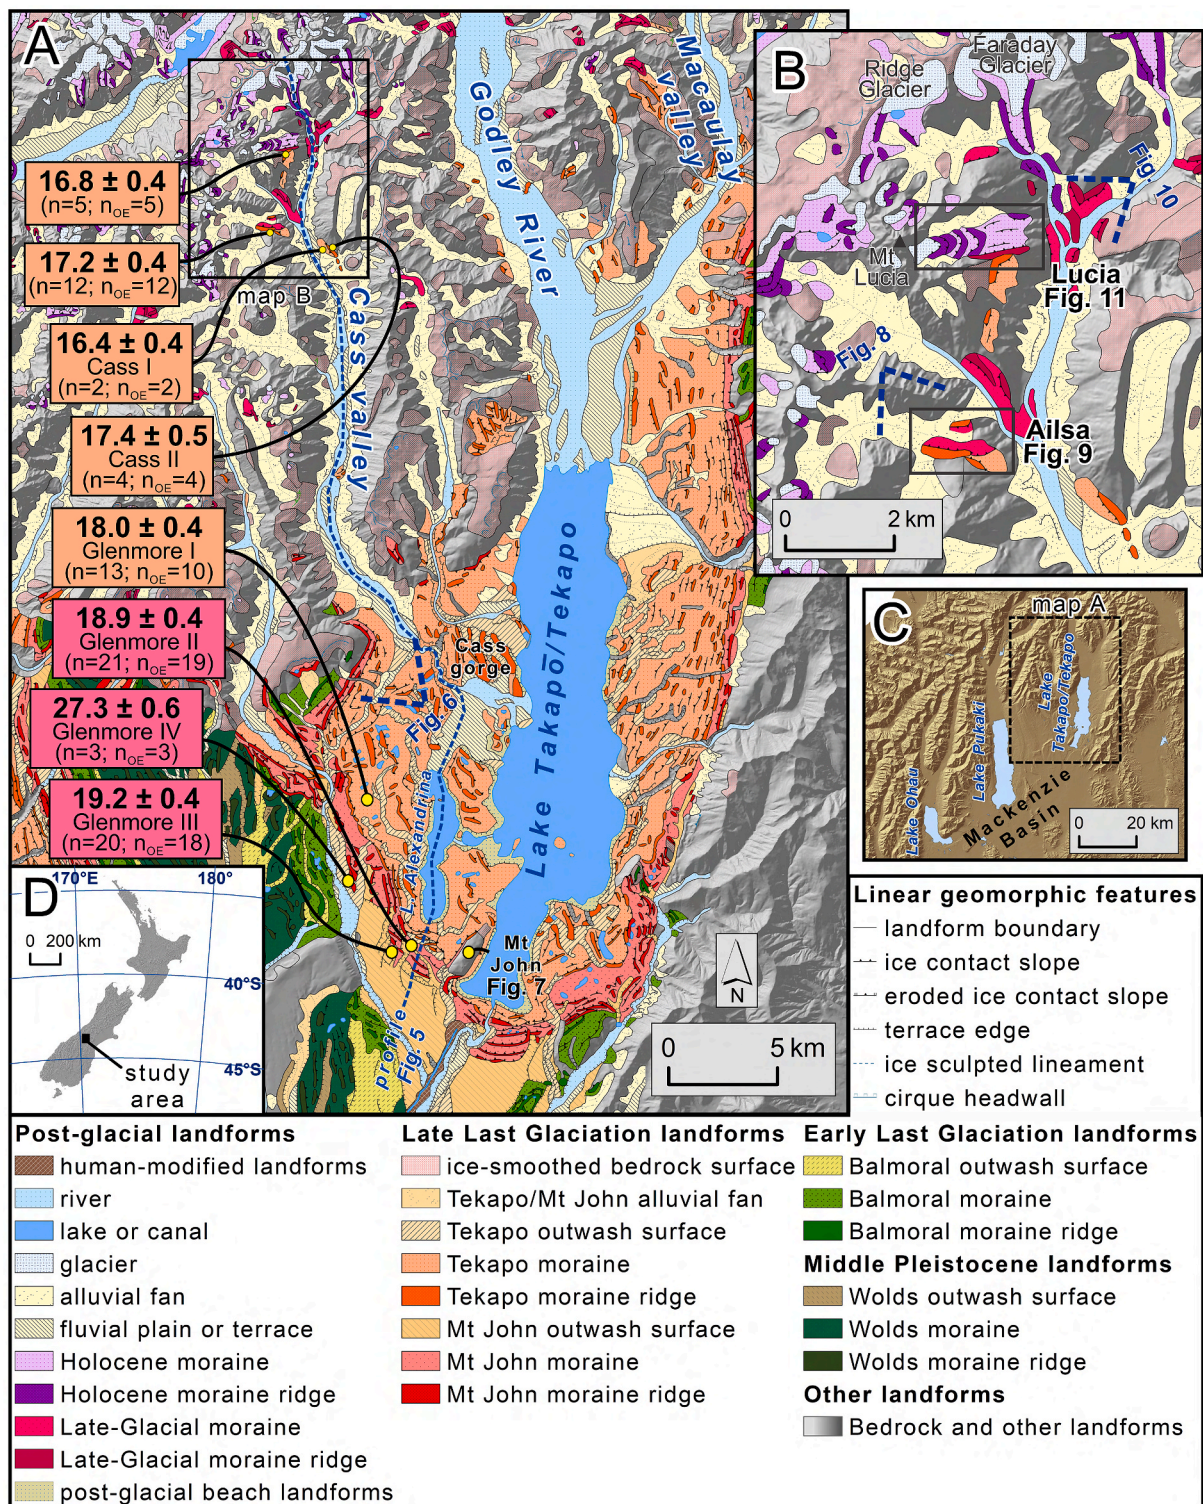 A
16.8 ± 0.4
(n=5; nOE=5)
17.2 ± 0.4
(n=12; nOE=12)
16.4 ± 0.4
Cass I
(n=2; nOE=2)
17.4 ± 0.5
Cass II
(n=4; nOE=4)
18.0 ± 0.4
Glenmore I
(n=13; nOE=10)
18.9 ± 0.4
Glenmore II
(n=21; nOE=19)
27.3 ± 0.6
Glenmore IV
(n=3; nOE=3)
19.2 ± 0.4
Glenmore III
(n=20; nOE=18)
map B
Cass valley
Godley River
Macaulay valley
Lake Takapō/Tekapo
Cass
gorge
Fig. 6
L. Alexandrina
profile
Fig. 5
Mt
John
Fig. 7
N
0 5 km
B
Ridge
Glacier
Faraday
Glacier
Fig. 10
Mt
Lucia
Lucia
Fig. 11
Fig. 8
Ailsa
Fig. 9
0 2 km
C
map A
Lake
Takapō/Tekapo
Lake Pukaki
Lake Ohau
Mackenzie
Basin
0 20 km
D
170°E 180°
0 200 km
40°S
45°S
study
area
Linear geomorphic features
landform boundary
ice contact slope
eroded ice contact slope
terrace edge
ice sculpted lineament
cirque headwall
Post-glacial landforms
human-modified landforms
river
lake or canal
glacier
alluvial fan
fluvial plain or terrace
Holocene moraine
Holocene moraine ridge
Late-Glacial moraine
Late-Glacial moraine ridge
post-glacial beach landforms
Late Last Glaciation landforms
ice-smoothed bedrock surface
Tekapo/Mt John alluvial fan
Tekapo outwash surface
Tekapo moraine
Tekapo moraine ridge
Mt John outwash surface
Mt John moraine
Mt John moraine ridge
Early Last Glaciation landforms
Balmoral outwash surface
Balmoral moraine
Balmoral moraine ridge
Middle Pleistocene landforms
Wolds outwash surface
Wolds moraine
Wolds moraine ridge
Other landforms
Bedrock and other landforms